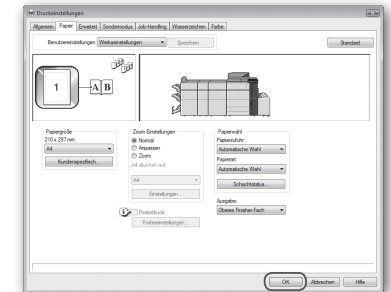 Druckeinstellungen
Allgemein Papier Erweitert Sondermodus Job-Handling Wasserzeichen Farbe
Benutzereinstellungen: Werkseinstellungen Speichern... Standard
1 A B
Papiergröße
210 x 297 mm.
A4
Kundenspezifisch...
Zoom-Einstellungen
Normal
Anpassen
Zoom
A4 drucken auf
A4
Einstellungen...
Posterdruck
Postereinstellungen...
Papierwahl
Papierzufuhr:
Automatische Wahl
Papierart:
Automatische Wahl
Schachtstatus...
Ausgabe:
Oberes Finisher-Fach
OK Abbrechen Hilfe